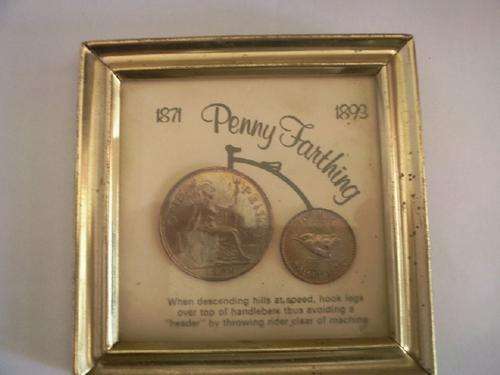 1871 Penny Farthing 1893
When descending hills at speed, hook legs
over top of handlebars thus avoiding a
"header" by throwing rider clear of machine